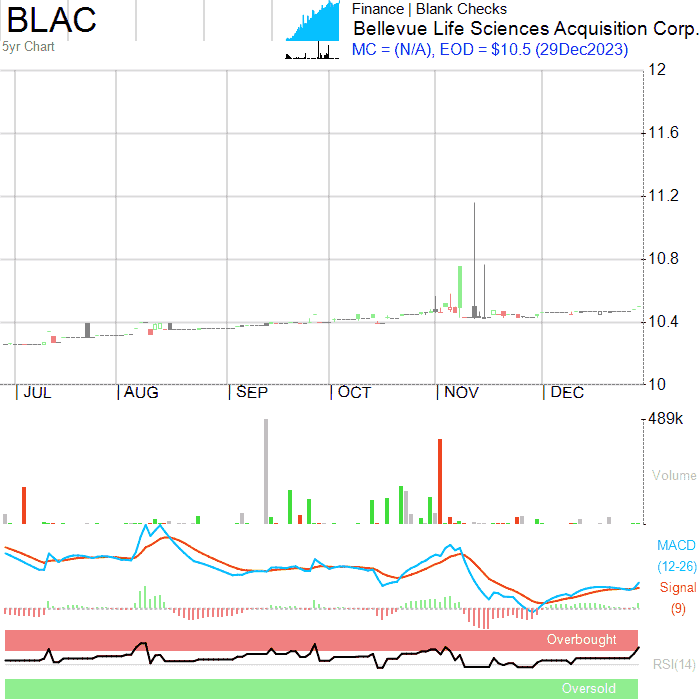 BLAC
5yr Chart
Finance | Blank Checks
Bellevue Life Sciences Acquisition Corp.
MC = (N/A), EOD = $10.5 (29Dec2023)
12
11.6
11.2
10.8
10.4
10
| JUL | AUG | SEP | OCT | NOV | DEC
489k
Volume
MACD
(12-26)
Signal
(9)
Overbought
RSI(14)
Oversold